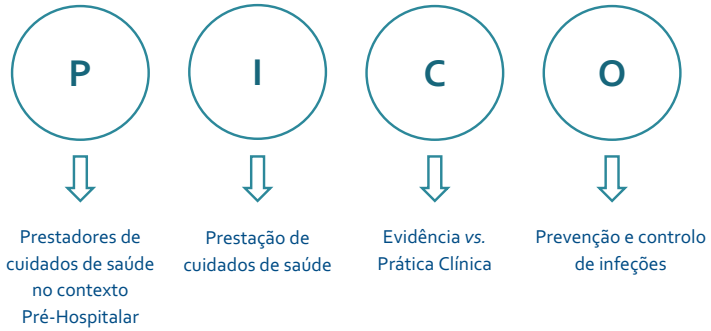 P
I
C
O
Prestadores de
cuidados de saúde
no contexto
Pré-Hospitalar
Prestação de
cuidados de saúde
Evidência vs.
Prática Clínica
Prevenção e controlo
de infeções